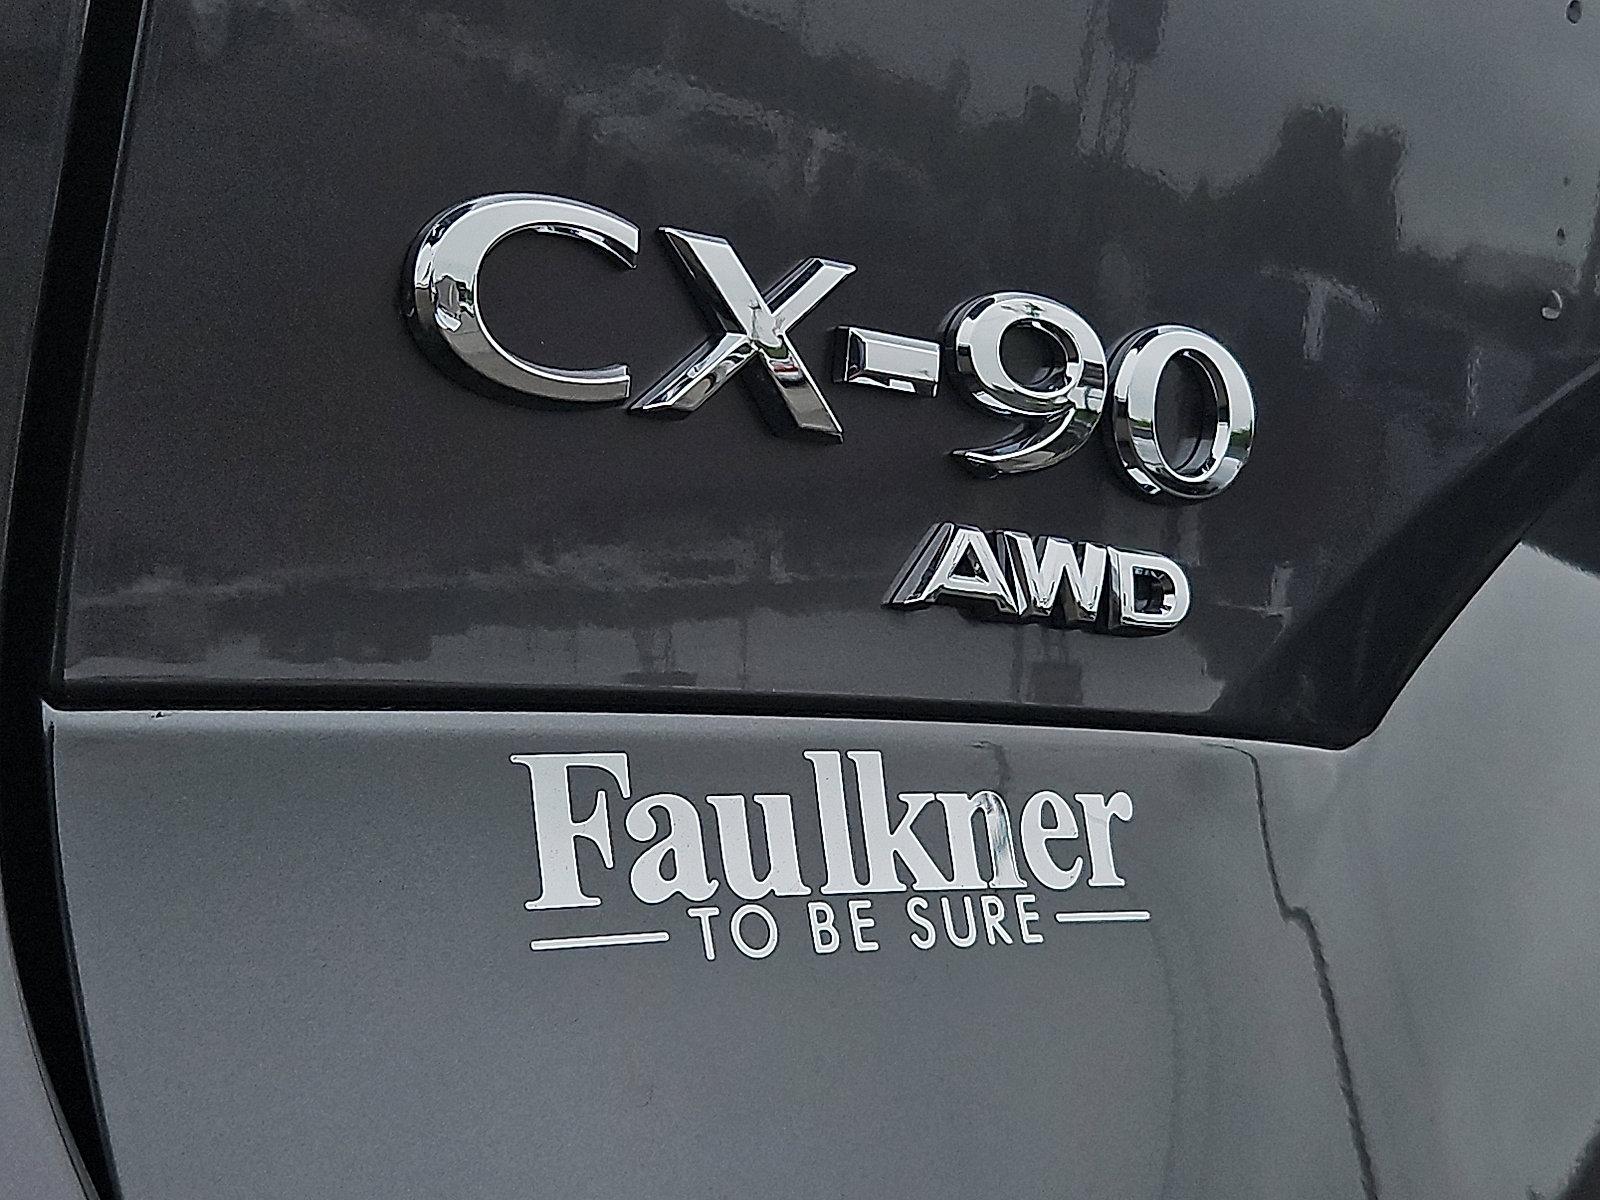 CX-90
AWD
Faulkner
TO BE SURE